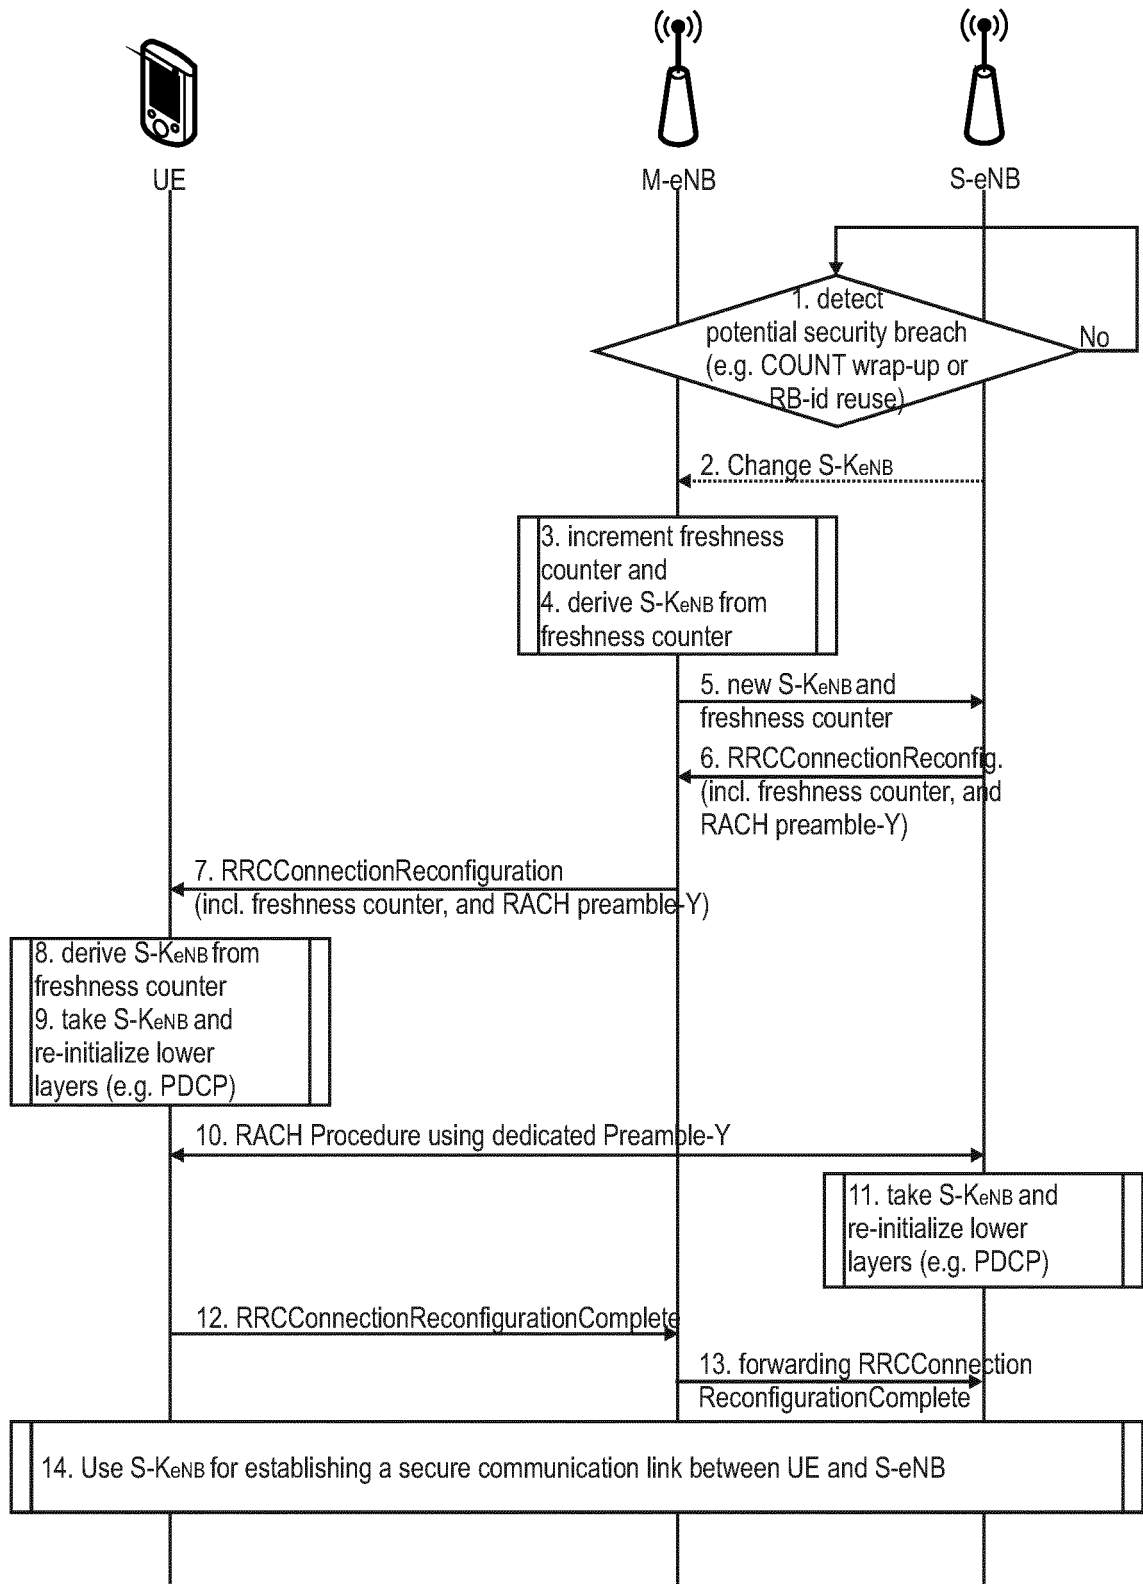 UE
M-eNB
S-eNB
1. detect
potential security breach
(e.g. COUNT wrap-up or
RB-id reuse)
No
2. Change S-KeNB
3. increment freshness
counter and
4. derive S-KeNB from
freshness counter
5. new S-KeNB and
freshness counter
6. RRCConnectionReconfig.
(incl. freshness counter, and
RACH preamble-Y)
7. RRCConnectionReconfiguration
(incl. freshness counter, and RACH preamble-Y)
8. derive S-KeNB from
freshness counter
9. take S-KeNB and
re-initialize lower
layers (e.g. PDCP)
10. RACH Procedure using dedicated Preamble-Y
11. take S-KeNB and
re-initialize lower
layers (e.g. PDCP)
12. RRCConnectionReconfigurationComplete
13. forwarding RRCConnection
ReconfigurationComplete
14. Use S-KeNB for establishing a secure communication link between UE and S-eNB